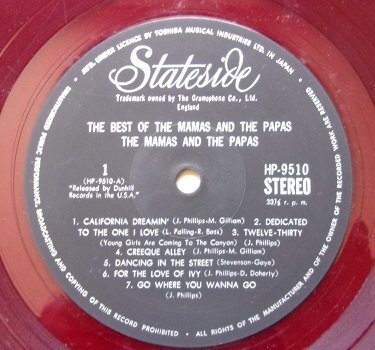 MFD. UNDER LICENCE BY TOSHIBA MUSICAL INDUSTRIES LTD. IN JAPAN
Stateside
Trademark owned by The Gramophone Co., Ltd.
England
THE BEST OF THE MAMAS AND THE PAPAS
THE MAMAS AND THE PAPAS
1
(HP-9510-A)
"Released by Dunhill
Records in the U.S.A."
HP-9510
STEREO
33⅓ r. p. m.
1. CALIFORNIA DREAMIN' (J. Phillips-M. Gilliam) 2. DEDICATED
TO THE ONE I LOVE (L. Palling-R. Bass) 3. TWELVE-THIRTY
(Young Girls Are Coming To The Canyon) (J. Phillips)
4. CREEQUE ALLEY (J. Phillips-M. Gilliam)
5. DANCING IN THE STREET (Stevenson-Gaye)
6. FOR THE LOVE OF IVY (J. Phillips-D. Doherty)
7. GO WHERE YOU WANNA GO
(J. Phillips)
UNAUTHORIZED PUBLIC PERFORMANCE, BROADCASTING AND COPYING OF THIS RECORD PROHIBITED • ALL RIGHTS OF THE MANUFACTURER AND OF THE OWNER OF THE RECORDED WORK ARE RESERVED